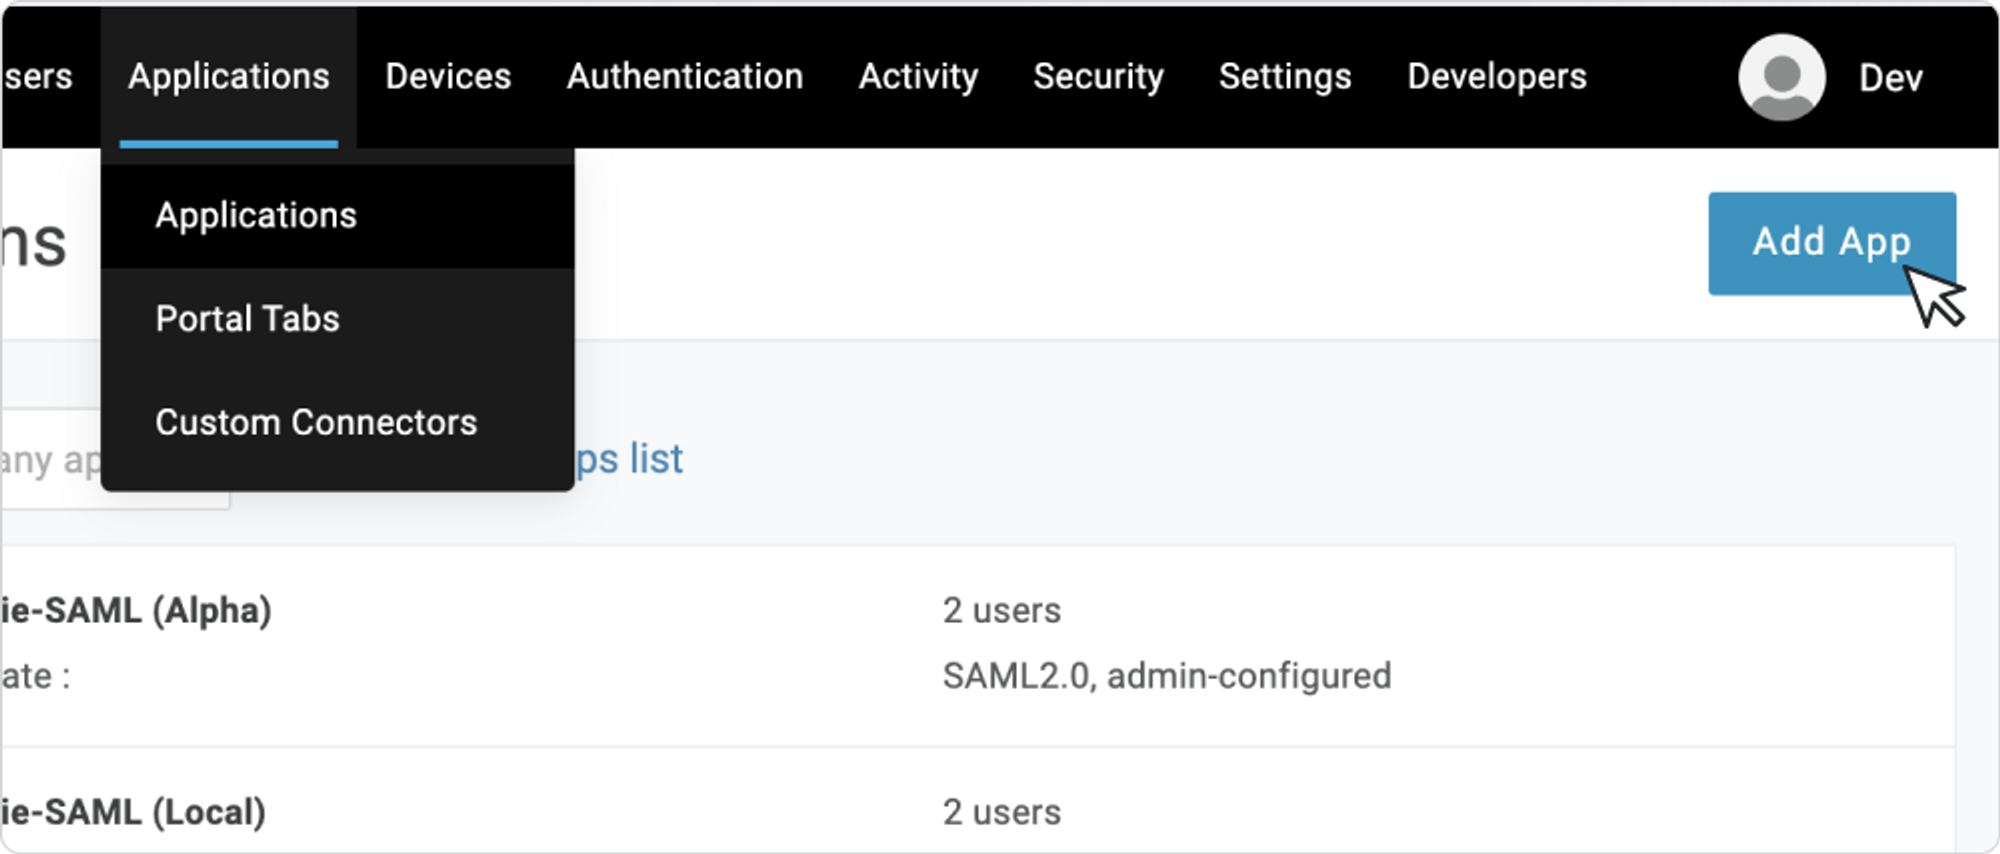 sers Applications Devices Authentication Activity Security Settings Developers Dev
Applications
ns
Add App
Portal Tabs
Custom Connectors
any ap
ps list
ie-SAML (Alpha) 2 users
ate : SAML2.0, admin-configured
ie-SAML (Local) 2 users